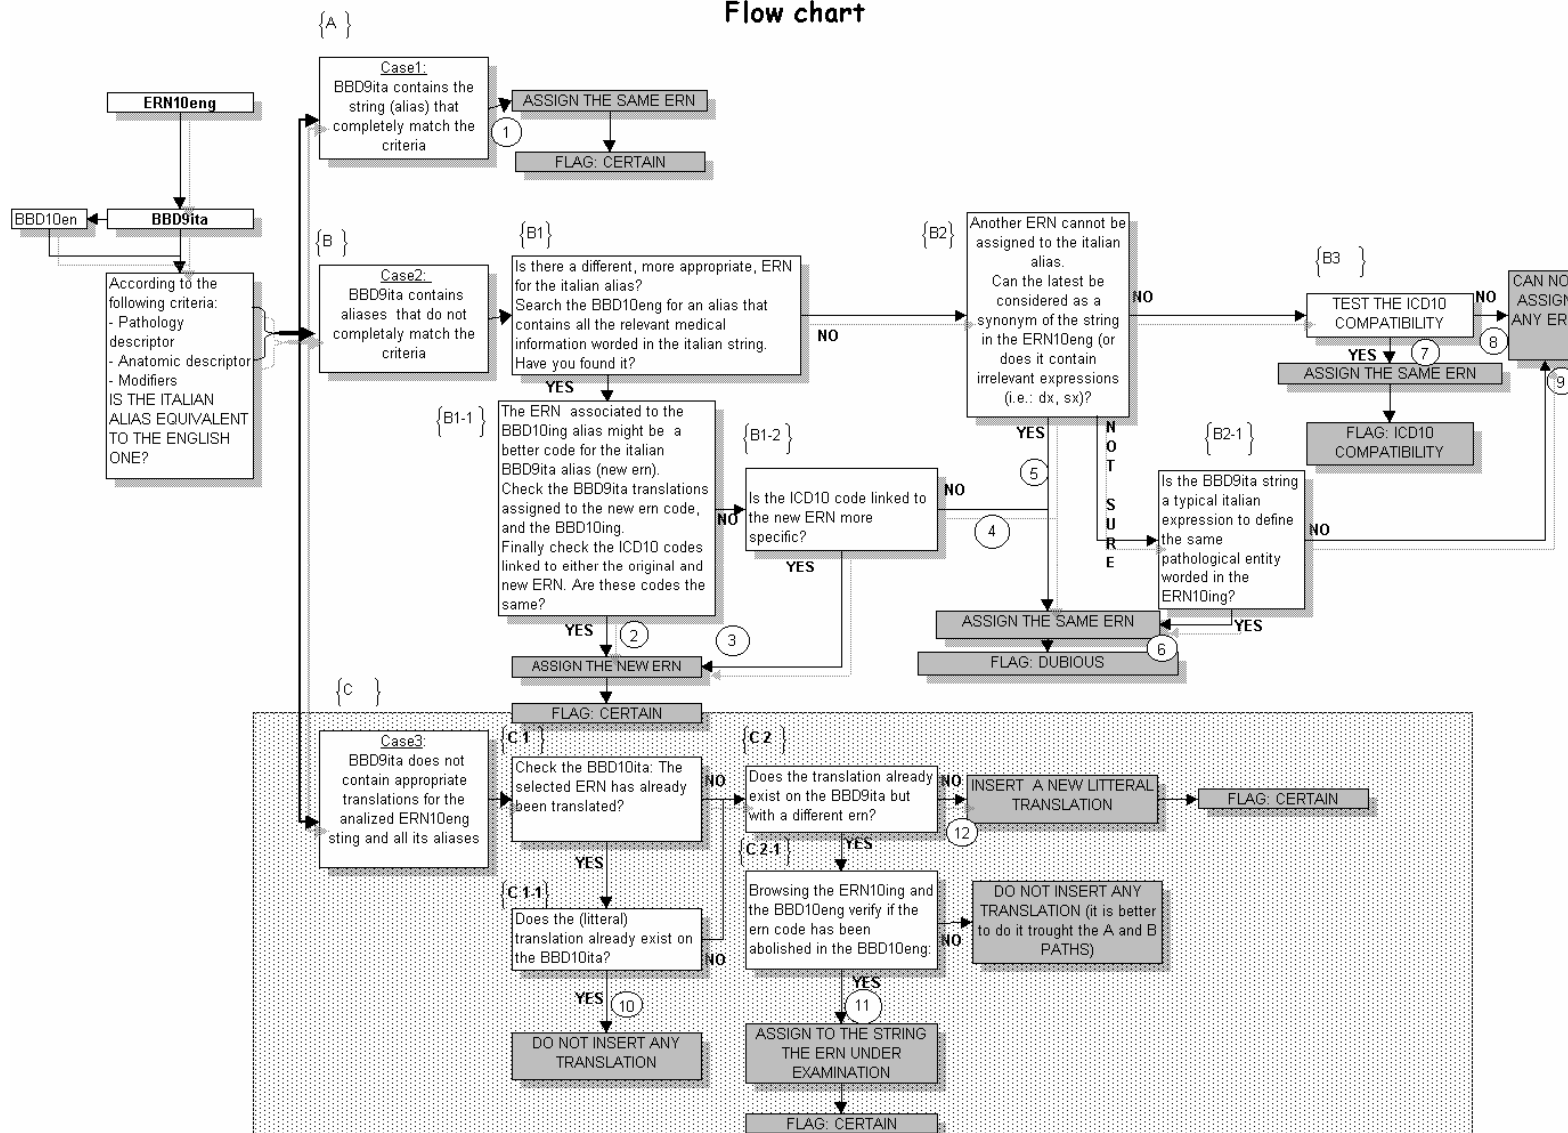 Flow chart
{A }
Case1:
BBD9ita contains the
string (alias) that
completely match the
criteria
1
ASSIGN THE SAME ERN
FLAG: CERTAIN
ERN10eng
BBD10en
BBD9ita
According to the
following criteria:
- Pathology
descriptor
- Anatomic descriptor
- Modifiers
IS THE ITALIAN
ALIAS EQUIVALENT
TO THE ENGLISH
ONE?
{B }
Case2:
BBD9ita contains
aliases that do not
completaly match the
criteria
{B1 }
Is there a different, more appropriate, ERN
for the italian alias?
Search the BBD10eng for an alias that
contains all the relevant medical
information worded in the italian string.
Have you found it?
NO
YES
{B1-1 }
The ERN associated to the
BBD10ing alias might be a
better code for the italian
BBD9ita alias (new ern).
Check the BBD9ita translations
assigned to the new ern code,
and the BBD10ing.
Finally check the ICD10 codes
linked to either the original and
new ERN. Are these codes the
same?
NO
YES
2
3
ASSIGN THE NEW ERN
FLAG: CERTAIN
{B1-2 }
Is the ICD10 code linked to
the new ERN more
specific?
NO
4
YES
{B2 }
Another ERN cannot be
assigned to the italian
alias.
Can the latest be
considered as a
synonym of the string
in the ERN10eng (or
does it contain
irrelevant expressions
(i.e.: dx, sx)?
NO
YES
5
NOT SURE
{B2-1 }
Is the BBD9ita string
a typical italian
expression to define
the same
pathological entity
worded in the
ERN10ing?
NO
YES
6
ASSIGN THE SAME ERN
FLAG: DUBIOUS
{B3 }
TEST THE ICD10
COMPATIBILITY
NO
8
YES
7
ASSIGN THE SAME ERN
FLAG: ICD10
COMPATIBILITY
CAN NO
ASSIGN
ANY ER
9
{C }
Case3:
BBD9ita does not
contain appropriate
translations for the
analized ERN10eng
sting and all its aliases
{C 1 }
Check the BBD10ita: The
selected ERN has already
been translated?
NO
YES
{C 1-1 }
Does the (litteral)
translation already exist on
the BBD10ita?
NO
YES
10
DO NOT INSERT ANY
TRANSLATION
{C 2 }
Does the translation already
exist on the BBD9ita but
with a different ern?
NO
12
INSERT A NEW LITTERAL
TRANSLATION
FLAG: CERTAIN
YES
{C 2-1 }
Browsing the ERN10ing and
the BBD10eng verify if the
ern code has been
abolished in the BBD10eng:
NO
DO NOT INSERT ANY
TRANSLATION (it is better
to do it trought the A and B
PATHS)
YES
11
ASSIGN TO THE STRING
THE ERN UNDER
EXAMINATION
FLAG: CERTAIN